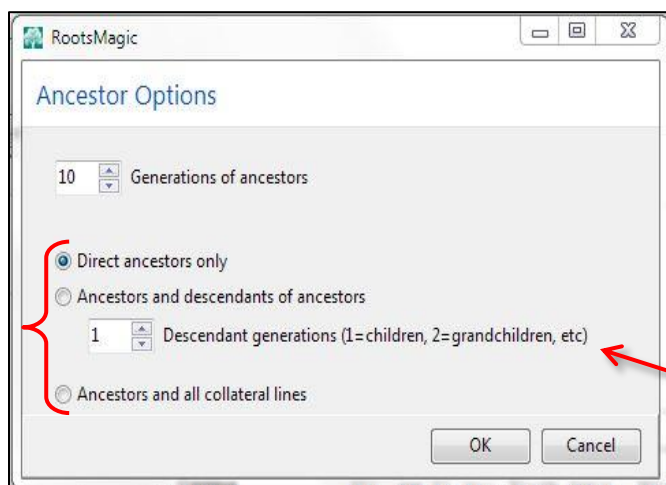 RootsMagic
Ancestor Options
10 Generations of ancestors
Direct ancestors only
Ancestors and descendants of ancestors
1 Descendant generations (1=children, 2=grandchildren, etc)
Ancestors and all collateral lines
OK Cancel